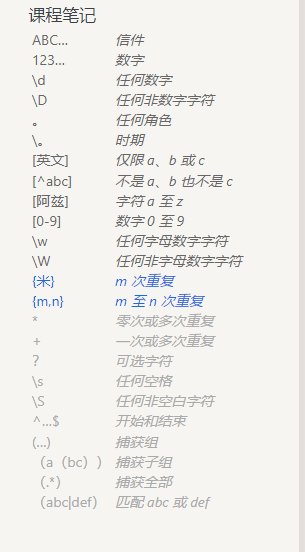 课程笔记
ABC... 信件
123... 数字
\d 任何数字
\D 任何非数字字符
。 任何角色
\。 时期
[英文] 仅限 a、b 或 c
[^abc] 不是 a、b 也不是 c
[阿兹] 字符 a 至 z
[0-9] 数字 0 至 9
\w 任何字母数字字符
\W 任何非字母数字字符
{米} m 次重复
{m,n} m 至 n 次重复
* 零次或多次重复
+ 一次或多次重复
? 可选字符
\s 任何空格
\S 任何非空白字符
^...$ 开始和结束
(...) 捕获组
（a（bc）） 捕获子组
（.*） 捕获全部
（abc|def） 匹配 abc 或 def